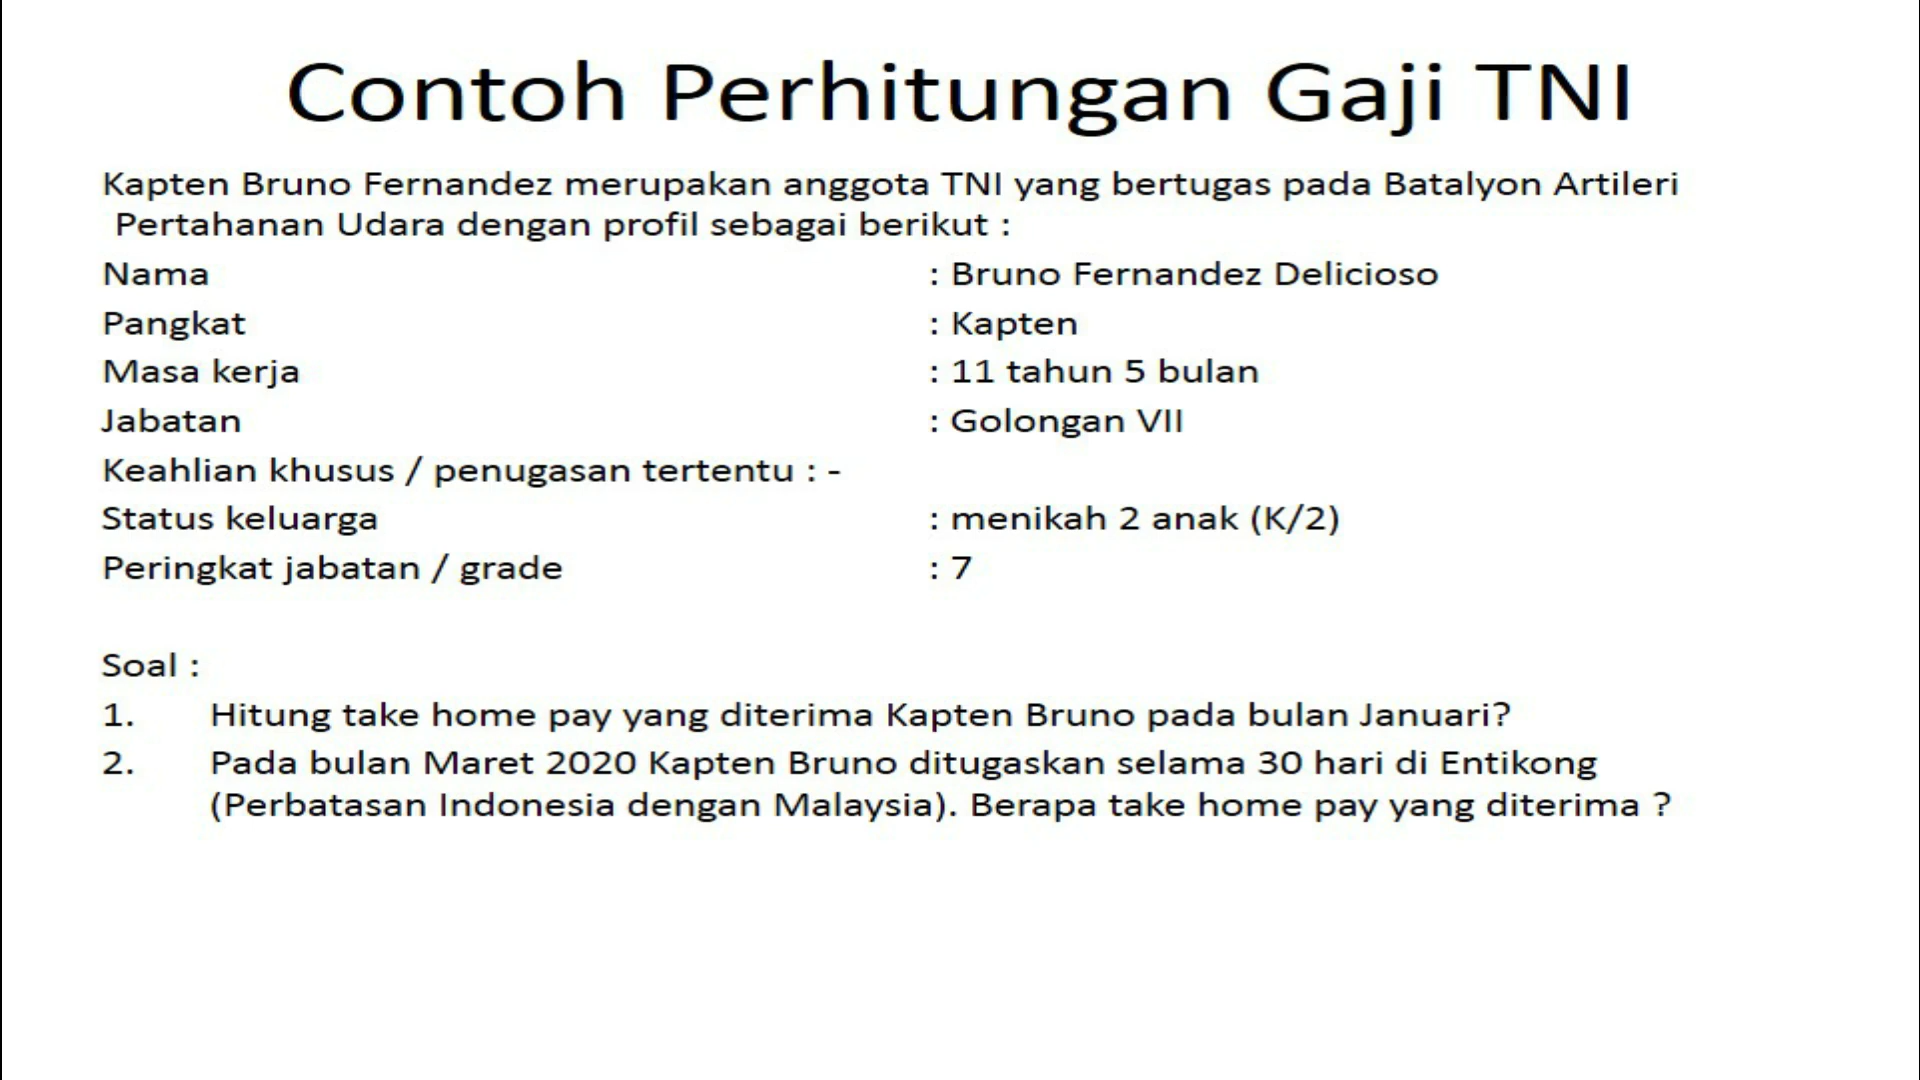 Contoh Perhitungan Gaji TNI
Kapten Bruno Fernandez merupakan anggota TNI yang bertugas pada Batalyon Artileri
Pertahanan Udara dengan profil sebagai berikut :
Nama : Bruno Fernandez Delicioso
Pangkat : Kapten
Masa kerja : 11 tahun 5 bulan
Jabatan : Golongan VII
Keahlian khusus / penugasan tertentu : -
Status keluarga : menikah 2 anak (K/2)
Peringkat jabatan / grade : 7
Soal :
1. Hitung take home pay yang diterima Kapten Bruno pada bulan Januari?
2. Pada bulan Maret 2020 Kapten Bruno ditugaskan selama 30 hari di Entikong
(Perbatasan Indonesia dengan Malaysia). Berapa take home pay yang diterima ?